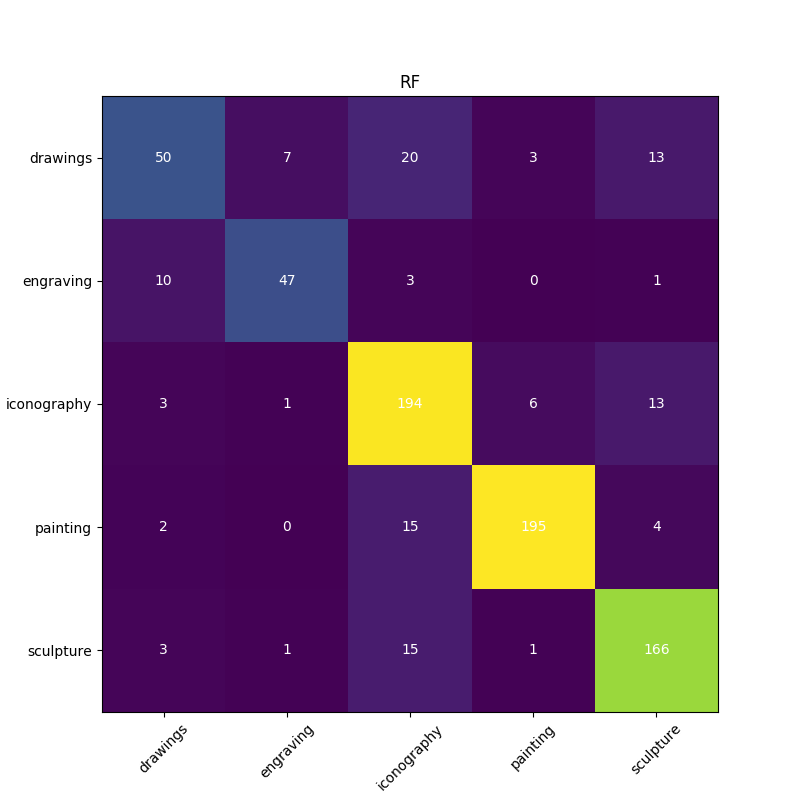 RF
drawings 50 7 20 3 13
engraving 10 47 3 0 1
iconography 3 1 194 6 13
painting 2 0 15 195 4
sculpture 3 1 15 1 166
drawings engraving iconography painting sculpture